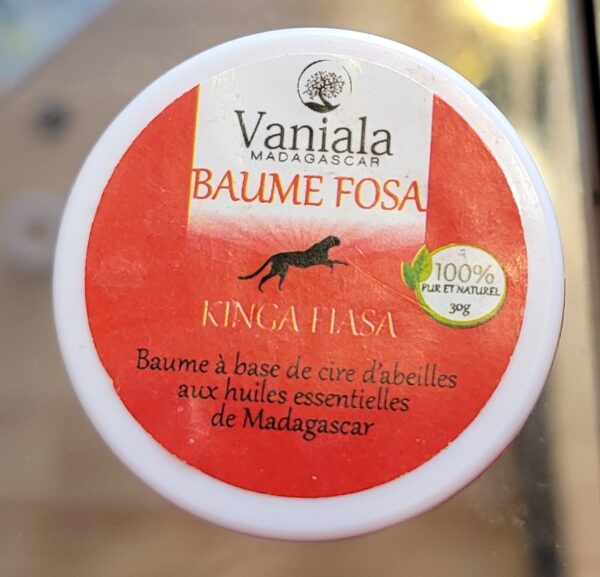 Vaniala
MADAGASCAR
BAUME FOSA
100%
PUR ET NATUREL
30g
KINGA FIASA
Baume à base de cire d'abeilles
aux huiles essentielles
de Madagascar